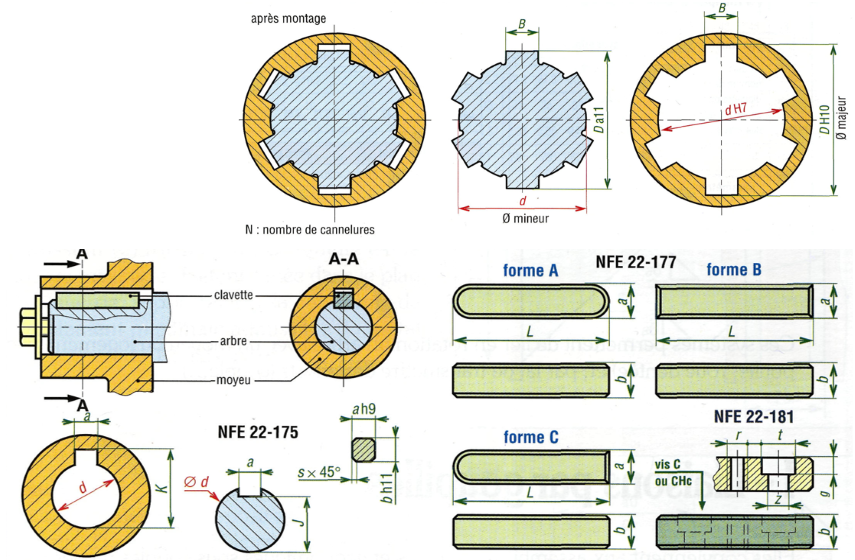 après montage
B
B
D a11
d H7
D H10
Ø majeur
d
Ø mineur
N : nombre de cannelures
A
A-A
clavette
arbre
moyeu
A
forme A
NFE 22-177
forme B
a
a
L
L
b
b
a
d
K
NFE 22-175
a
Ø d
J
a h9
s × 45°
b h11
forme C
a
L
b
NFE 22-181
vis C
ou CHc
r
t
g
z
b